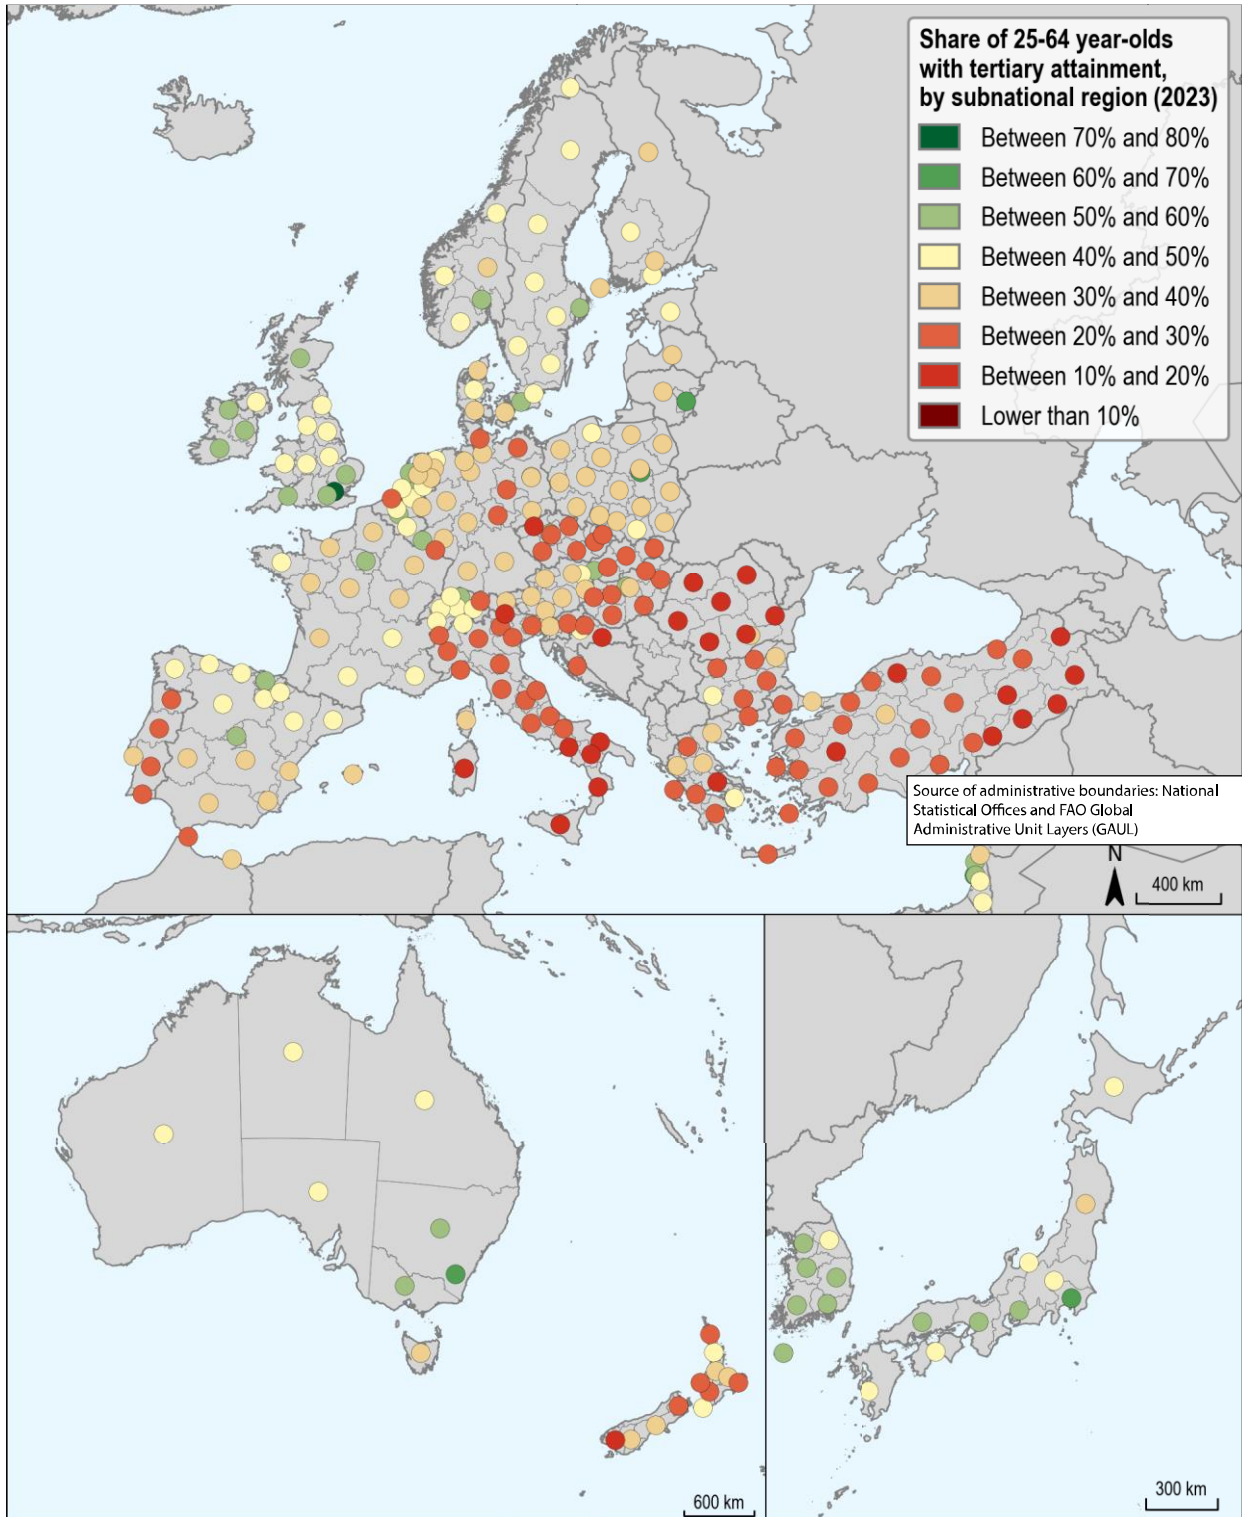 Share of 25-64 year-olds
with tertiary attainment,
by subnational region (2023)
Between 70% and 80%
Between 60% and 70%
Between 50% and 60%
Between 40% and 50%
Between 30% and 40%
Between 20% and 30%
Between 10% and 20%
Lower than 10%
Source of administrative boundaries: National
Statistical Offices and FAO Global
Administrative Unit Layers (GAUL)
N
400 km
600 km
300 km